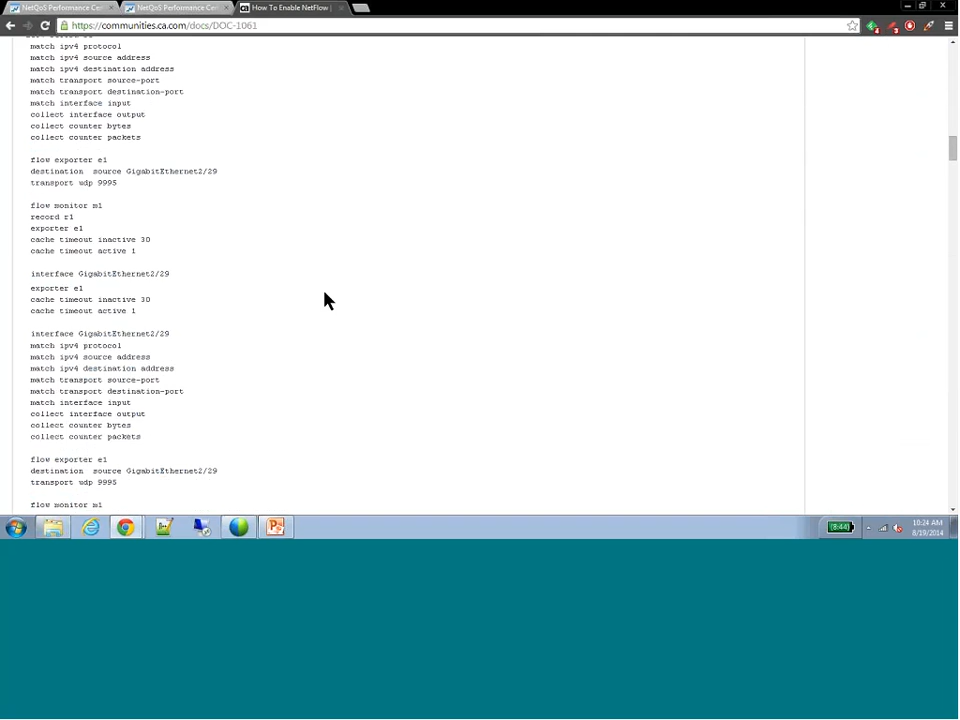 NetQoS Performance Cen
NetQoS Performance Cen
How To Enable NetFlow
https://communities.ca.com/docs/DOC-1061
match ipv4 protocol
match ipv4 source address
match ipv4 destination address
match transport source-port
match transport destination-port
match interface input
collect interface output
collect counter bytes
collect counter packets
flow exporter e1
destination source GigabitEthernet2/29
transport udp 9995
flow monitor m1
record r1
exporter e1
cache timeout inactive 30
cache timeout active 1
interface GigabitEthernet2/29
exporter e1
cache timeout inactive 30
cache timeout active 1
interface GigabitEthernet2/29
match ipv4 protocol
match ipv4 source address
match ipv4 destination address
match transport source-port
match transport destination-port
match interface input
collect interface output
collect counter bytes
collect counter packets
flow exporter e1
destination source GigabitEthernet2/29
transport udp 9995
flow monitor m1
(8:44)
10:24 AM
8/19/2014